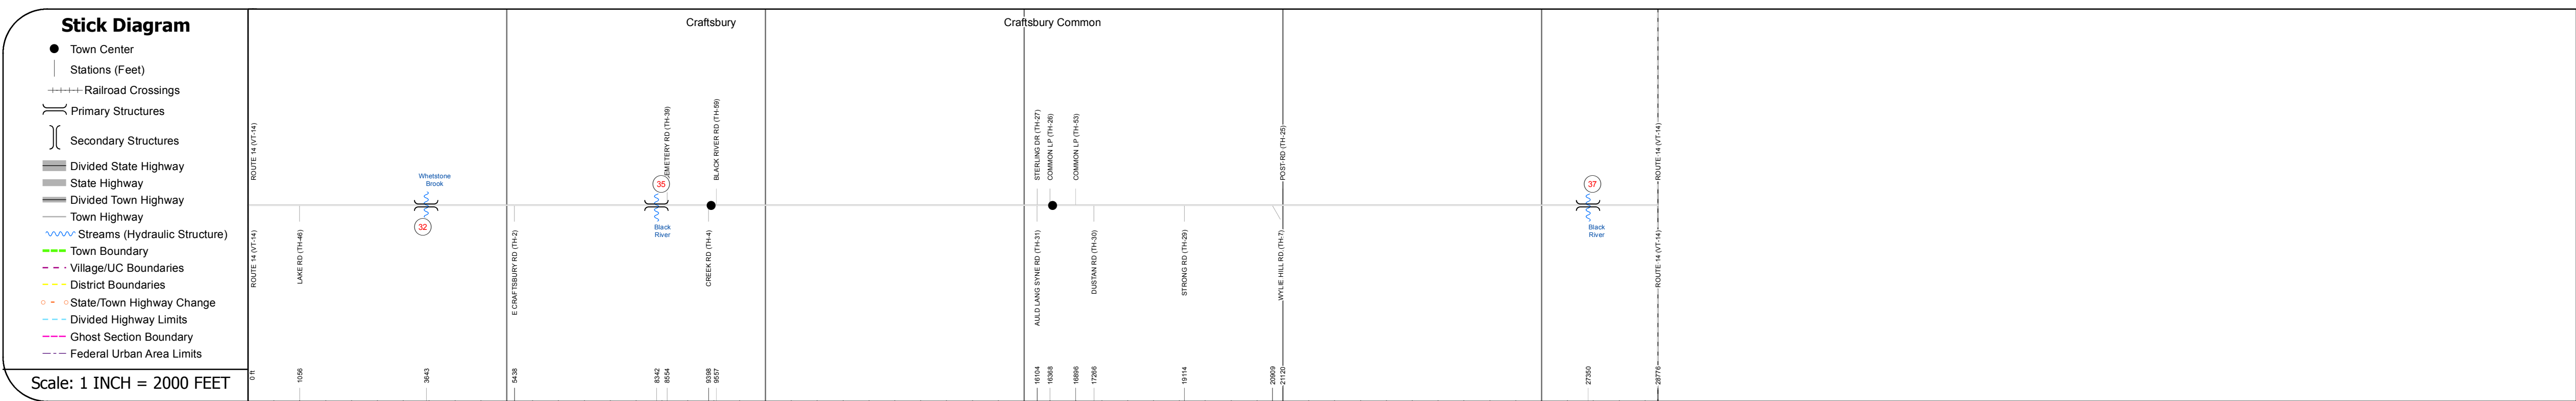 Stick Diagram
Town Center
Stations (Feet)
Railroad Crossings
Primary Structures
Secondary Structures
Divided State Highway
State Highway
Divided Town Highway
Town Highway
Streams (Hydraulic Structure)
Town Boundary
Village/UC Boundaries
District Boundaries
State/Town Highway Change
Divided Highway Limits
Ghost Section Boundary
Federal Urban Area Limits
Scale: 1 INCH = 2000 FEET
Craftsbury
Craftsbury Common
ROUTE 14 (VT-14)
EMETERY RD (TH-39)
BLACK RIVER RD (TH-59)
STERLING DR (TH-27)
COMMON LP (TH-26)
COMMON LP (TH-53)
POST-RD (TH-25)
ROUTE 14 (VT-14)
Whetstone
Brook
35
37
32
Black
River
Black
River
ROUTE 14 (VT-14)
LAKE RD (TH-46)
E CRAFTSBURY RD (TH-2)
CREEK RD (TH-4)
AULD LANG SYNE RD (TH-31)
DUSTAN RD (TH-30)
STRONG RD (TH-29)
WYLIE HILL RD (TH-7)
ROUTE 14 (VT-14)
0 ft
1056
3643
5438
8342
8554
9398
9557
16104
16368
16896
17266
19114
20909
21120
27350
28776